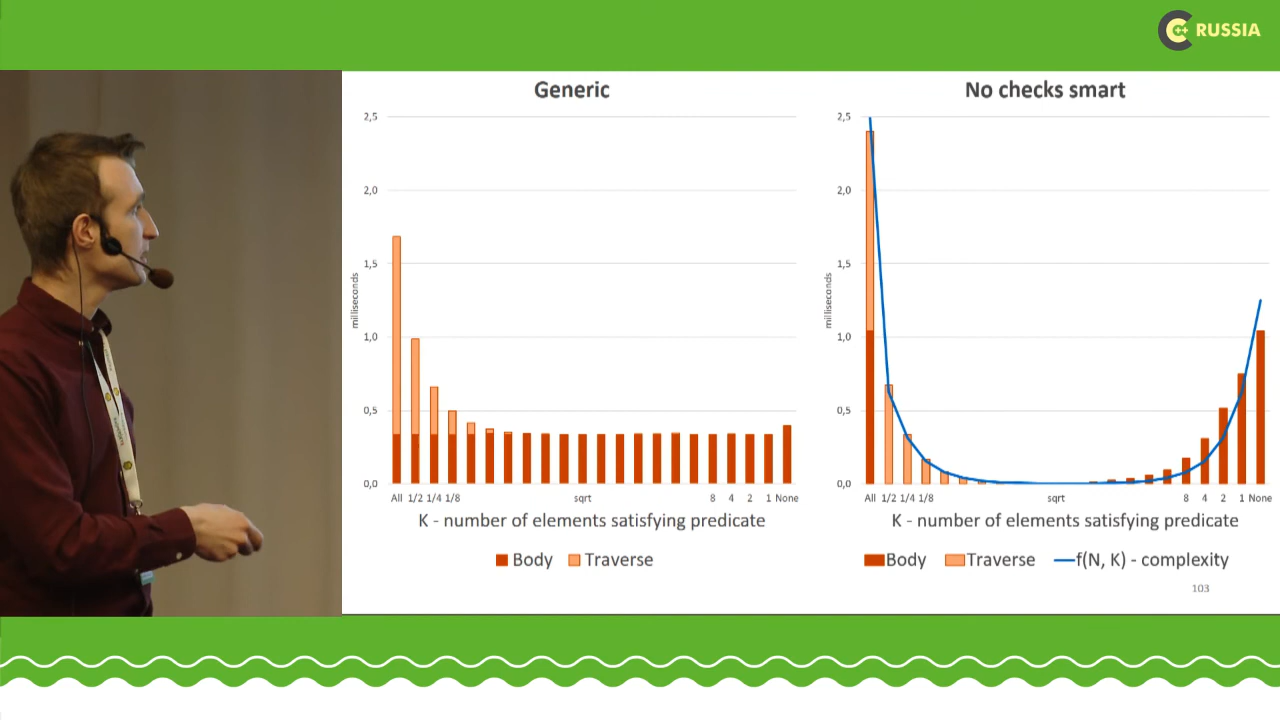 C++ RUSSIA
Generic
2,5
2,0
1,5
1,0
0,5
0,0
milliseconds
All 1/2 1/4 1/8 sqrt 8 4 2 1 None
K - number of elements satisfying predicate
Body Traverse
No checks smart
2,5
2,0
1,5
1,0
0,5
0,0
milliseconds
All 1/2 1/4 1/8 sqrt 8 4 2 1 None
K - number of elements satisfying predicate
Body Traverse f(N, K) - complexity
103